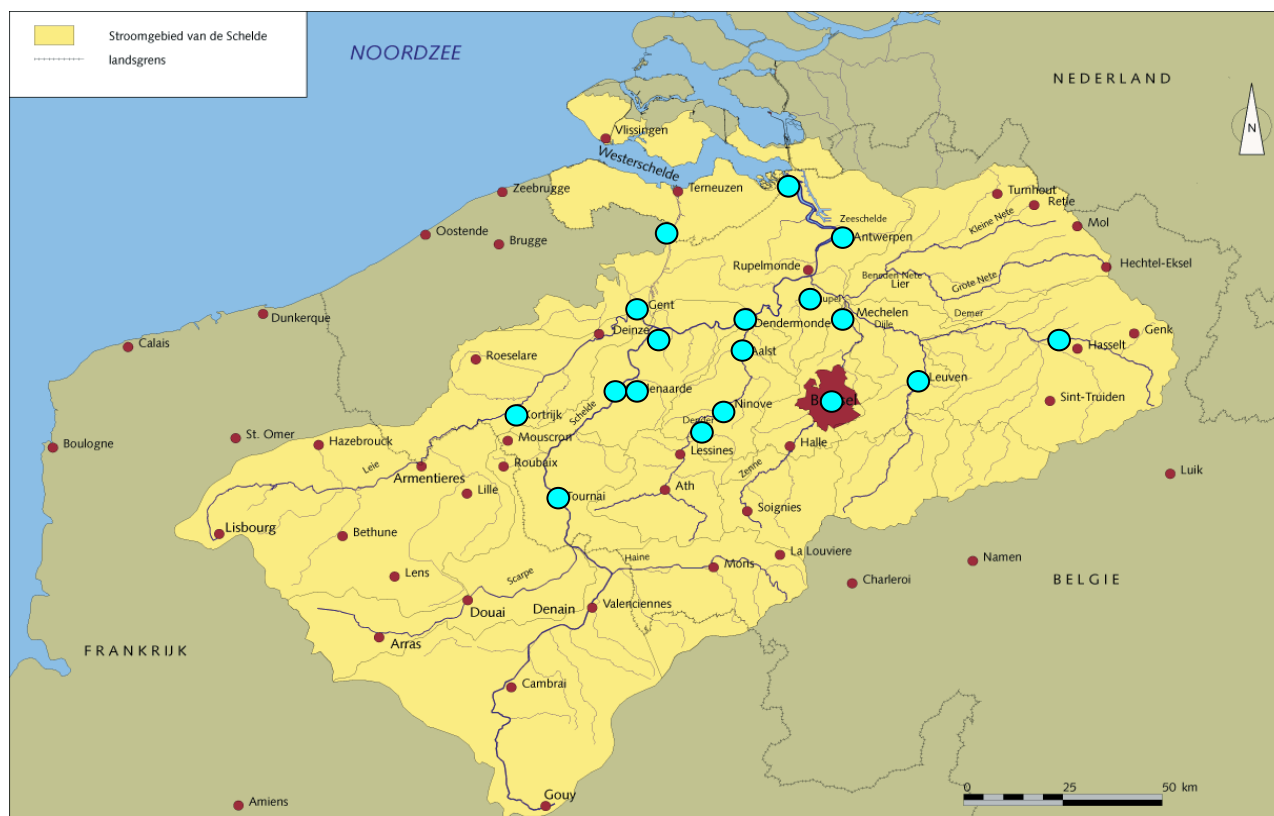 Stroomgebied van de Schelde
landsgrens
NOORDZEE
NEDERLAND
N
Vlissingen
Westerschelde
Zeebrugge
Terneuzen
Turnhout
Retie
Oostende
Brugge
Zeeschelde
Antwerpen
Kleine Nete
Mol
Rupelmonde
Beneden Nete
Lier
Grote Nete
Hechtel-Eksel
Gent
Mechelen
Dunkerque
Deinze
Dendermonde
Dijle
Demer
Genk
Calais
Roeselare
Aalst
Hasselt
Leuven
Schelde
Ninove
Sint-Truiden
Kortrijk
Boulogne
St. Omer
Hazebrouck
Mouscron
Lessines
Halle
Leie
Armentieres
Roubaix
Zenne
Luik
Lille
Ath
Tournai
Soignies
Lisbourg
Bethune
Haine
Mons
La Louviere
Namen
Lens
Scarpe
Charleroi
BELGIE
Douai
Denain
Valenciennes
Arras
FRANKRIJK
Cambrai
Amiens
Gouy
0 25 50 km